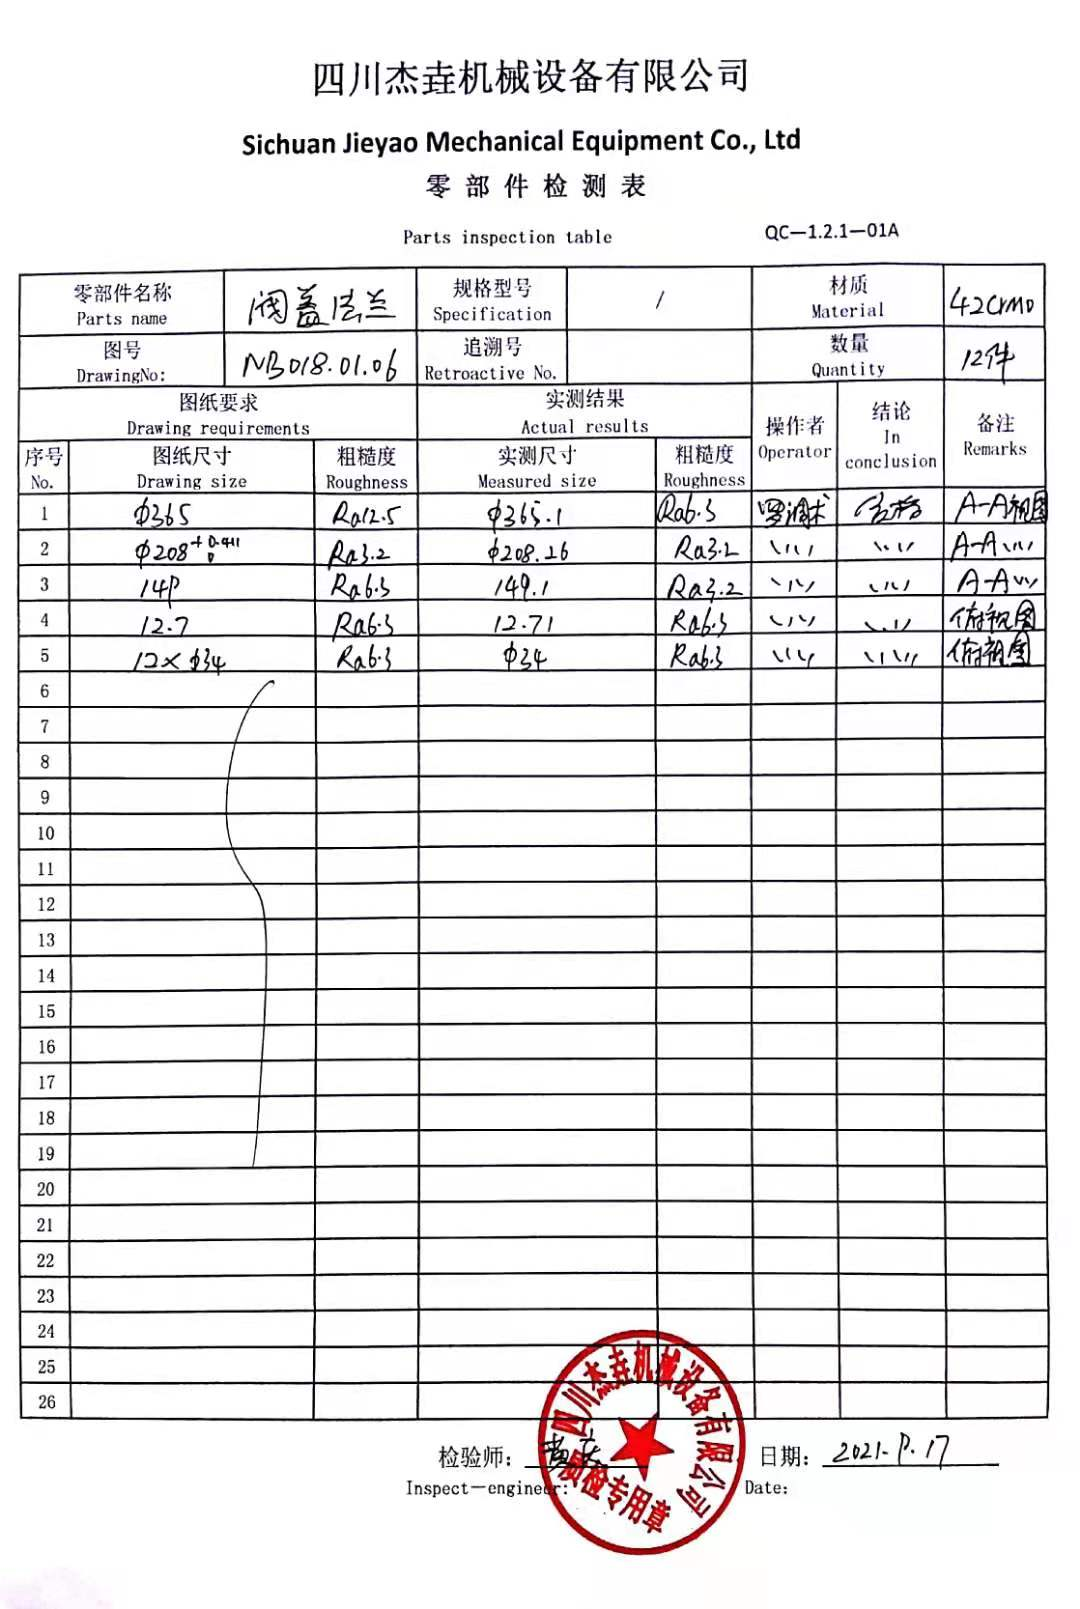 四川杰垚机械设备有限公司
Sichuan Jieyao Mechanical Equipment Co., Ltd
零部件检测表
Parts inspection table QC—1.2.1—01A
零部件名称 阀盖法兰 规格型号 / 材质 42CrMo
Parts name Specification Material
图号 NB018.01.06 追溯号 数量 12件
DrawingNo: Retroactive No. Quantity
图纸要求 实测结果 操作者 结论 备注
Drawing requirements Actual results Operator In conclusion Remarks
序号 图纸尺寸 粗糙度 实测尺寸 粗糙度
No. Drawing size Roughness Measured size Roughness
1 ϕ365 Ra12.5 ϕ365.1 Ra6.3 合格 A-A视图
2 ϕ208 +0.411 0 Ra3.2 ϕ208.26 Ra3.2 A-A
3 149 Ra6.3 149.1 Ra3.2 A-A
4 12.7 Ra6.3 12.71 Ra6.3 俯视图
5 12×ϕ34 Ra6.3 ϕ34 Ra6.3 俯视图
6
7
8
9
10
11
12
13
14
15
16
17
18
19
20
21
22
23
24
25
26
四川杰垚机械设备有限公司
质检专用章
检验师: 日期: 2021.9.17
Inspect—engineer: Date: